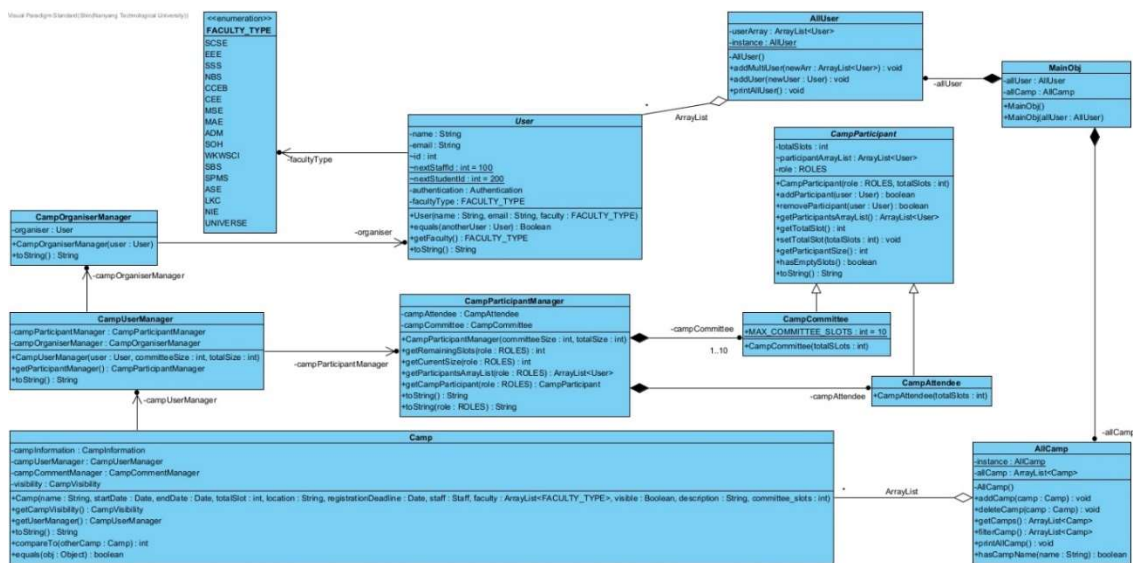 Visual Paradigm Standard(Shin(Nanyang Technological University))
<<enumeration>>
FACULTY_TYPE
SCSE
EEE
SSS
NBS
CCEB
CEE
MSE
MAE
ADM
SOH
WKWSCI
SBS
SPMS
ASE
LKC
NIE
UNIVERSE
-facultyType
AllUser
-userArray : ArrayList<User>
-instance : AllUser
-AllUser()
+addMultiUser(newArr : ArrayList<User>) : void
+addUser(newUser : User) : void
+printAllUser() : void
-allUser
MainObj
-allUser : AllUser
-allCamp : AllCamp
+MainObj()
+MainObj(allUser : AllUser)
*
ArrayList
User
-name : String
-email : String
~id : int
~nextStaffId : int = 100
~nextStudentId : int = 200
-authentication : Authentication
-facultyType : FACULTY_TYPE
+User(name : String, email : String, faculty : FACULTY_TYPE)
+equals(anotherUser : User) : Boolean
+getFaculty() : FACULTY_TYPE
+toString() : String
CampParticipant
-totalSlots : int
~participantArrayList : ArrayList<User>
-role : ROLES
+CampParticipant(role : ROLES, totalSlots : int)
+addParticipant(user : User) : boolean
+removeParticipant(user : User) : boolean
+getParticipantsArrayList() : ArrayList<User>
+getTotalSlot() : int
+setTotalSlot(totalSlots : int) : void
+getParticipantSize() : int
+hasEmptySlots() : boolean
+toString() : String
CampOrganiserManager
-organiser : User
+CampOrganiserManager(user : User)
+toString() : String
-organiser
-campOrganiserManager
CampUserManager
-campParticipantManager : CampParticipantManager
-campOrganiserManager : CampOrganiserManager
+CampUserManager(user : User, committeeSize : int, totalSize : int)
+getParticipantManager() : CampParticipantManager
+toString() : String
-campParticipantManager
-campUserManager
CampParticipantManager
-campAttendee : CampAttendee
-campCommittee : CampCommittee
+CampParticipantManager(committeeSize : int, totalSize : int)
+getRemainingSlots(role : ROLES) : int
+getCurrentSize(role : ROLES) : int
+getParticipantsArrayList(role : ROLES) : ArrayList<User>
+getCampParticipant(role : ROLES) : CampParticipant
+toString() : String
+toString(role : ROLES) : String
-campCommittee
1..10
CampCommittee
+MAX_COMMITTEE_SLOTS : int = 10
+CampCommittee(totalSLots : int)
-campAttendee
CampAttendee
+CampAttendee(totalSlots : int)
-allCamp
Camp
-campInformation : CampInformation
-campUserManager : CampUserManager
-campCommentManager : CampCommentManager
-visibility : CampVisibility
+Camp(name : String, startDate : Date, endDate : Date, totalSlot : int, location : String, registrationDeadline : Date, staff : Staff, faculty : ArrayList<FACULTY_TYPE>, visible : Boolean, description : String, committee_slots : int)
+getCampVisibility() : CampVisibility
+getUserManager() : CampUserManager
+toString() : String
+compareTo(otherCamp : Camp) : int
+equals(obj : Object) : boolean
*
ArrayList
AllCamp
-instance : AllCamp
-allCamp : ArrayList<Camp>
-AllCamp()
+addCamp(camp : Camp) : void
+deleteCamp(camp : Camp) : void
+getCamps() : ArrayList<Camp>
+filterCamp() : ArrayList<Camp>
+printAllCamp() : void
+hasCampName(name : String) : boolean